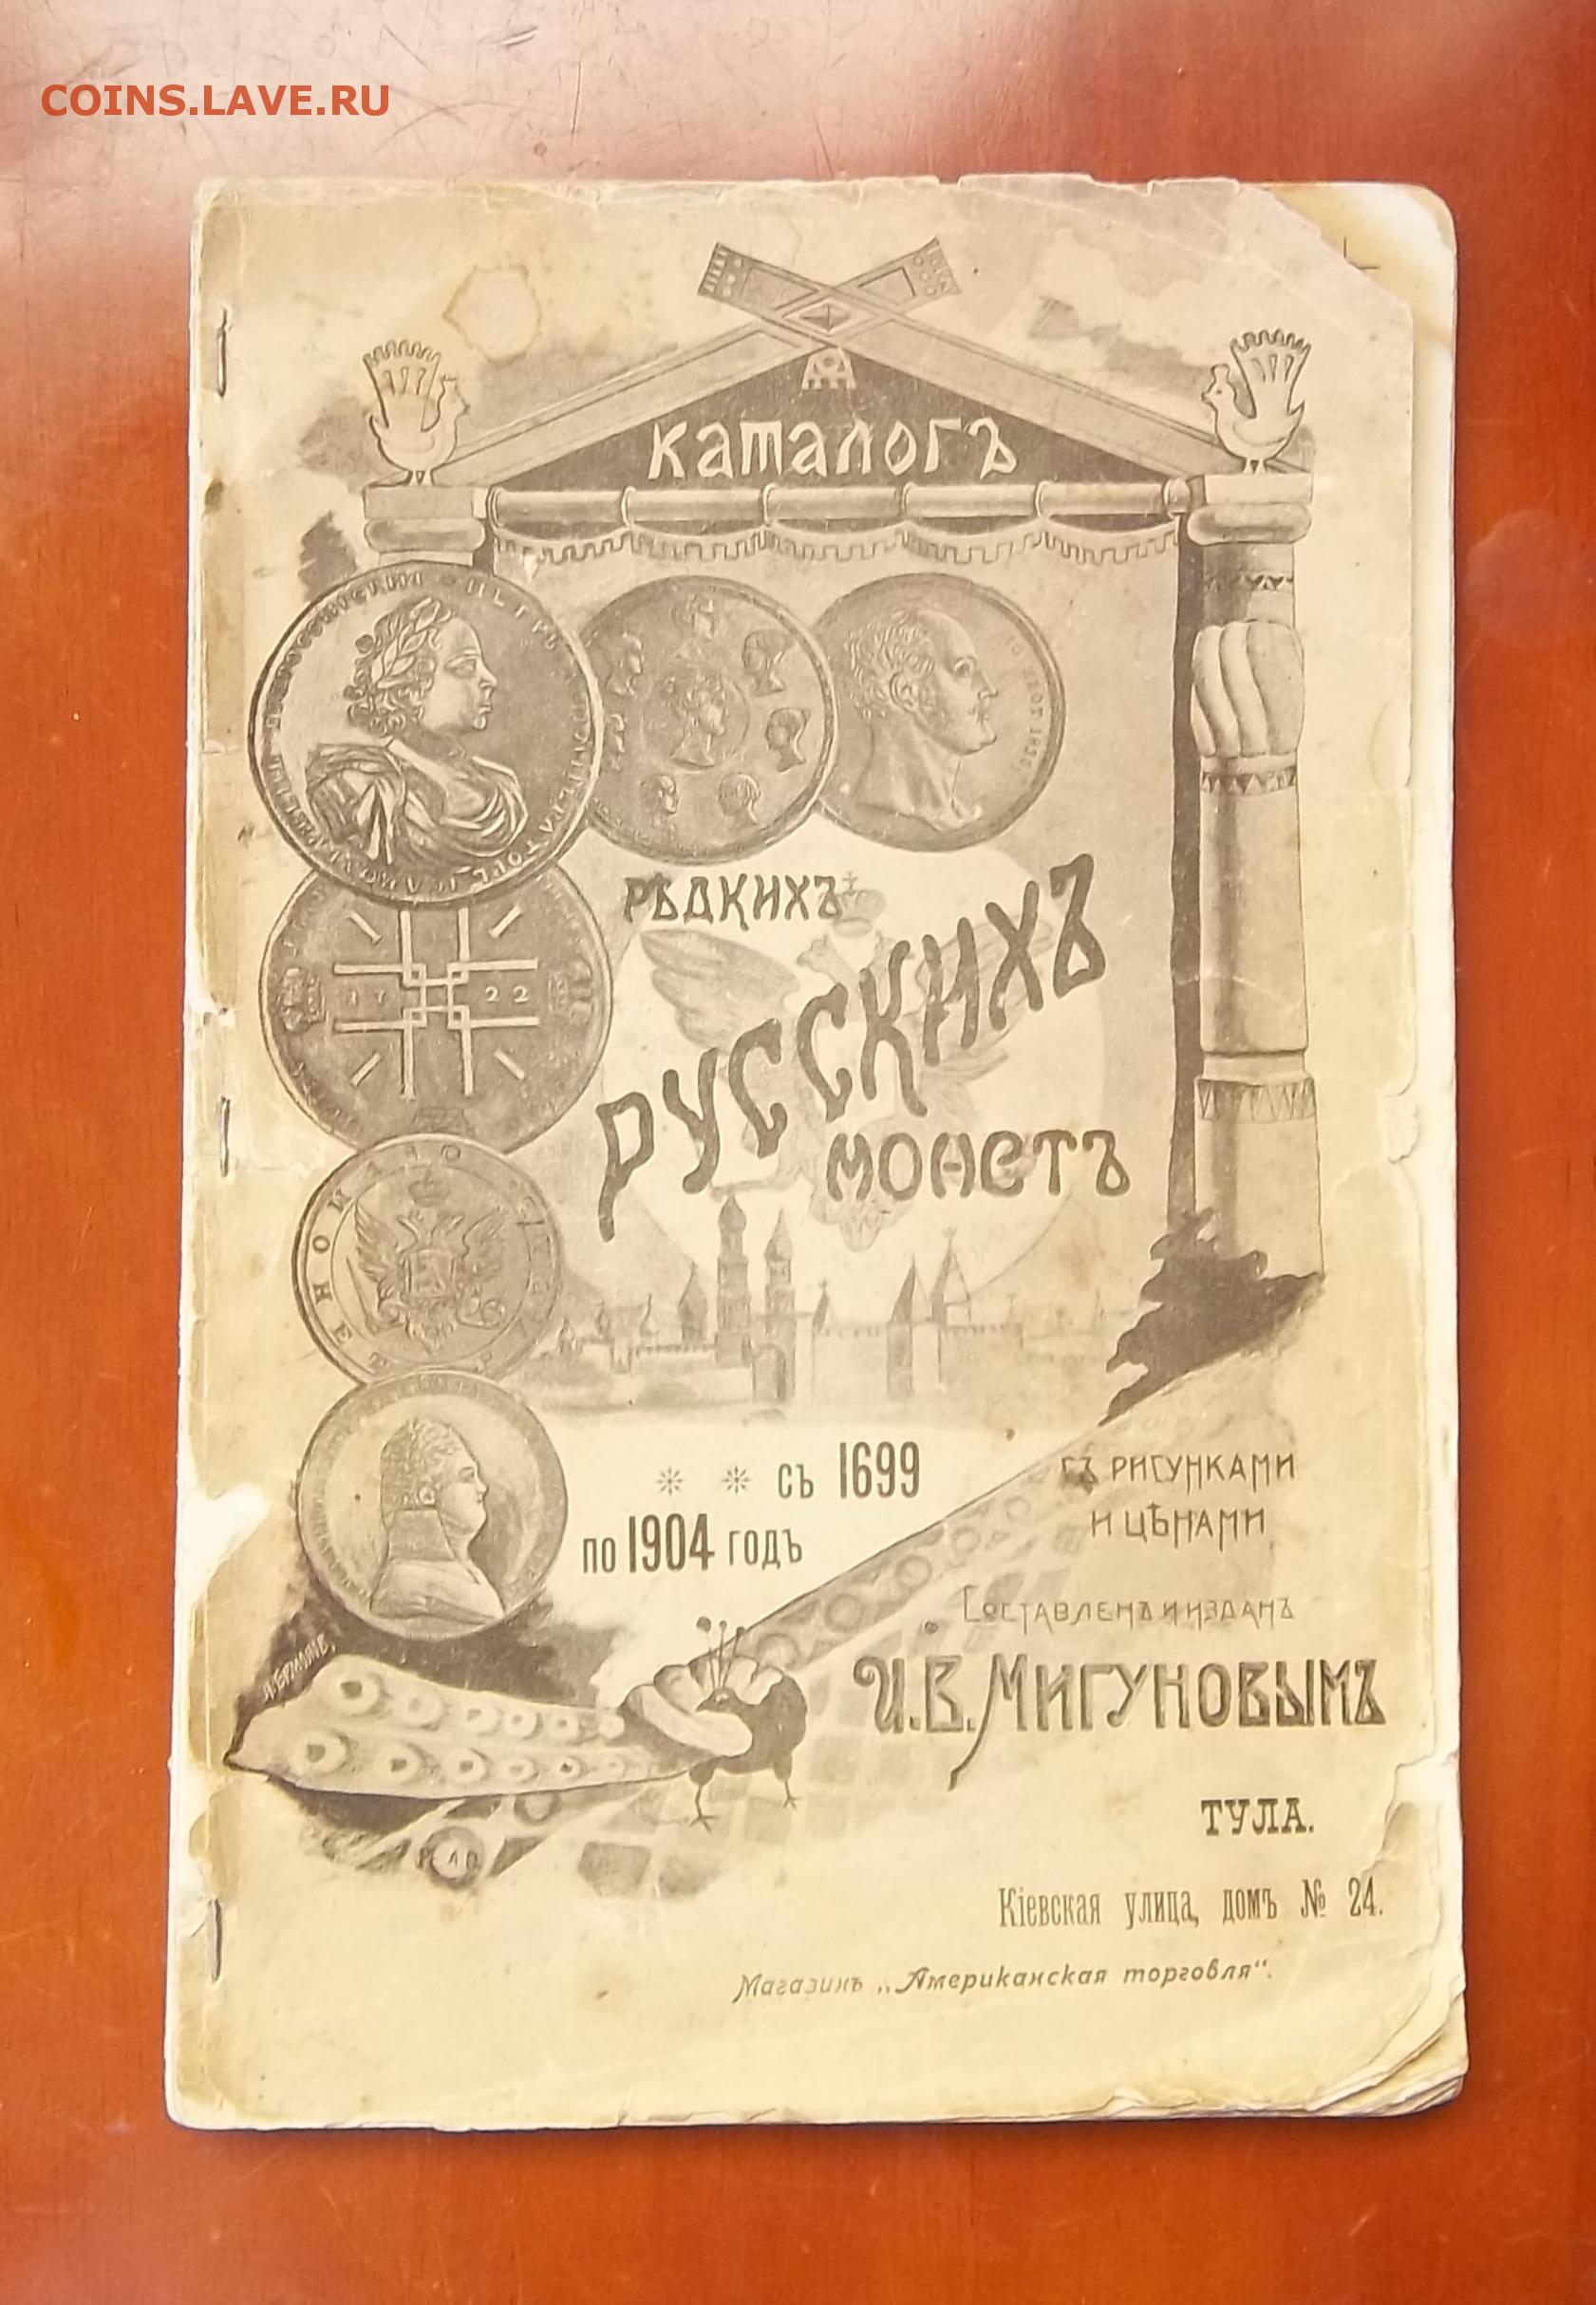 COINS.LAVE.RU
Каталогъ
1722
РѢДКИХЪ
РУССКИХЪ
МОНЕТЪ
съ 1699
по 1904 годъ
СЪ РИСУНКАМИ
И ЦѢНАМИ
СОСТАВЛЕНЪ И ИЗДАНЪ
И.В. МИГУНОВЫМЪ
ТУЛА.
Кіевская улица, домъ № 24.
Магазинъ „Американская торговля“.